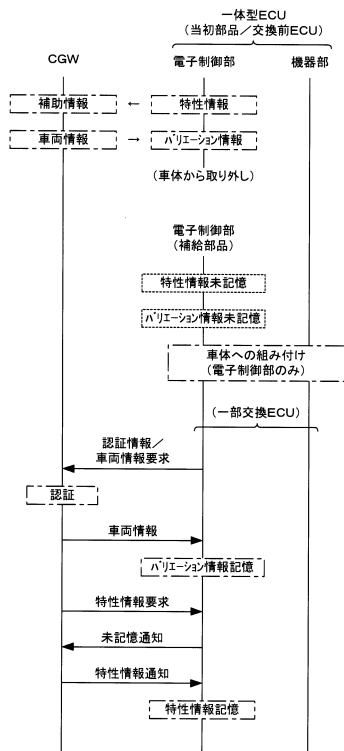 一体型ECU
(当初部品／交換前ECU)
CGW
電子制御部
機器部
補助情報 ← 特性情報
車両情報 → バリエーション情報
(車体から取り外し)
電子制御部
(補給部品)
特性情報未記憶
バリエーション情報未記憶
車体への組み付け
(電子制御部のみ)
(一部交換ECU)
認証情報／
車両情報要求
認証
車両情報
バリエーション情報記憶
特性情報要求
未記憶通知
特性情報通知
特性情報記憶